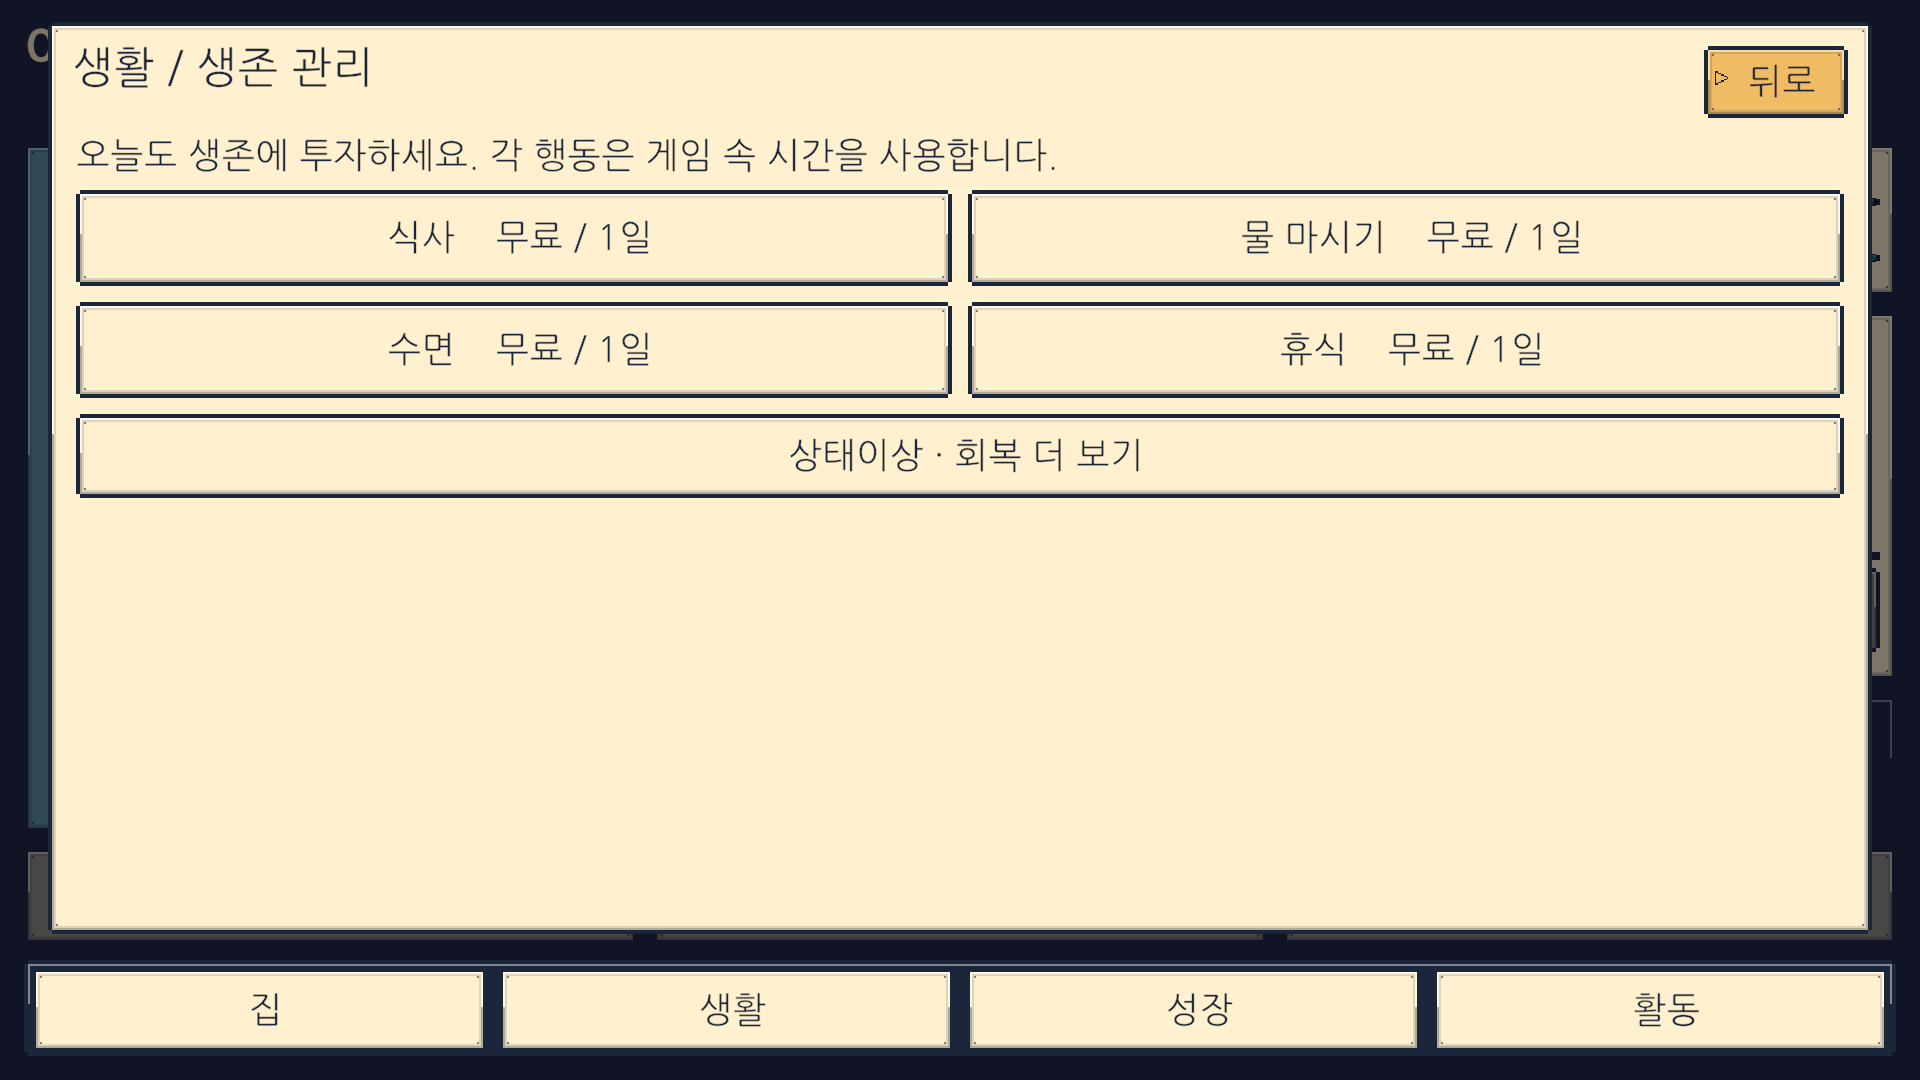 생활 / 생존 관리
뒤로
오늘도 생존에 투자하세요. 각 행동은 게임 속 시간을 사용합니다.
식사 무료 / 1일
물 마시기 무료 / 1일
수면 무료 / 1일
휴식 무료 / 1일
상태이상 · 회복 더 보기
집
생활
성장
활동